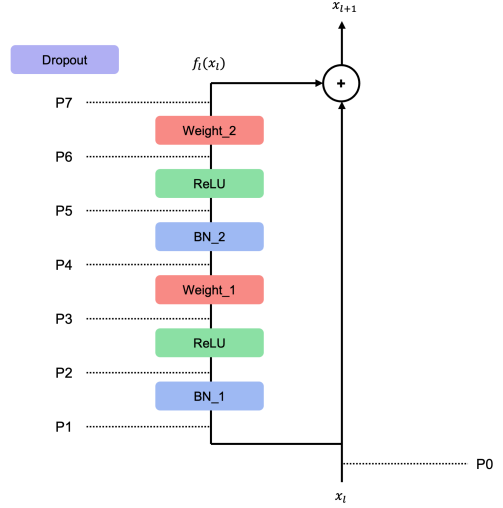 x_{l+1}
Dropout
f_l(x_l)
+
P7
Weight_2
P6
ReLU
P5
BN_2
P4
Weight_1
P3
ReLU
P2
BN_1
P1
P0
x_l